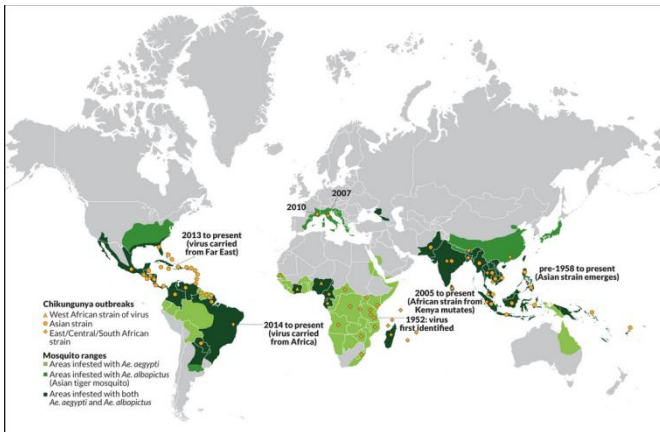 2007
2010
2013 to present
(virus carried
from Far East)
pre-1958 to present
(Asian strain emerges)
2005 to present
(African strain from
Kenya mutates)
1952: virus
first identified
2014 to present
(virus carried
from Africa)
Chikungunya outbreaks
West African strain of virus
Asian strain
East/Central/South African
strain
Mosquito ranges
Areas infested with Ae. aegypti
Areas infested with Ae. albopictus
(Asian tiger mosquito)
Areas infested with both
Ae. aegypti and Ae. albopictus